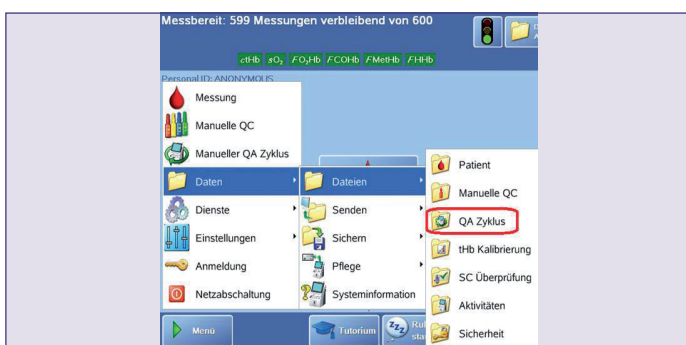 Messbereit: 599 Messungen verbleibend von 600
ctHb sO₂ FO₂Hb FCOHb FMetHb FHHb
Personal ID: ANONYMOUS
Messung
Manuelle QC
Manueller QA Zyklus
Daten
Dienste
Einstellungen
Anmeldung
Netzabschaltung
Dateien
Senden
Sichern
Pflege
Systeminformation
Patient
Manuelle QC
QA Zyklus
tHb Kalibrierung
SC Überprüfung
Aktivitäten
Sicherheit
Menü
Tutorium